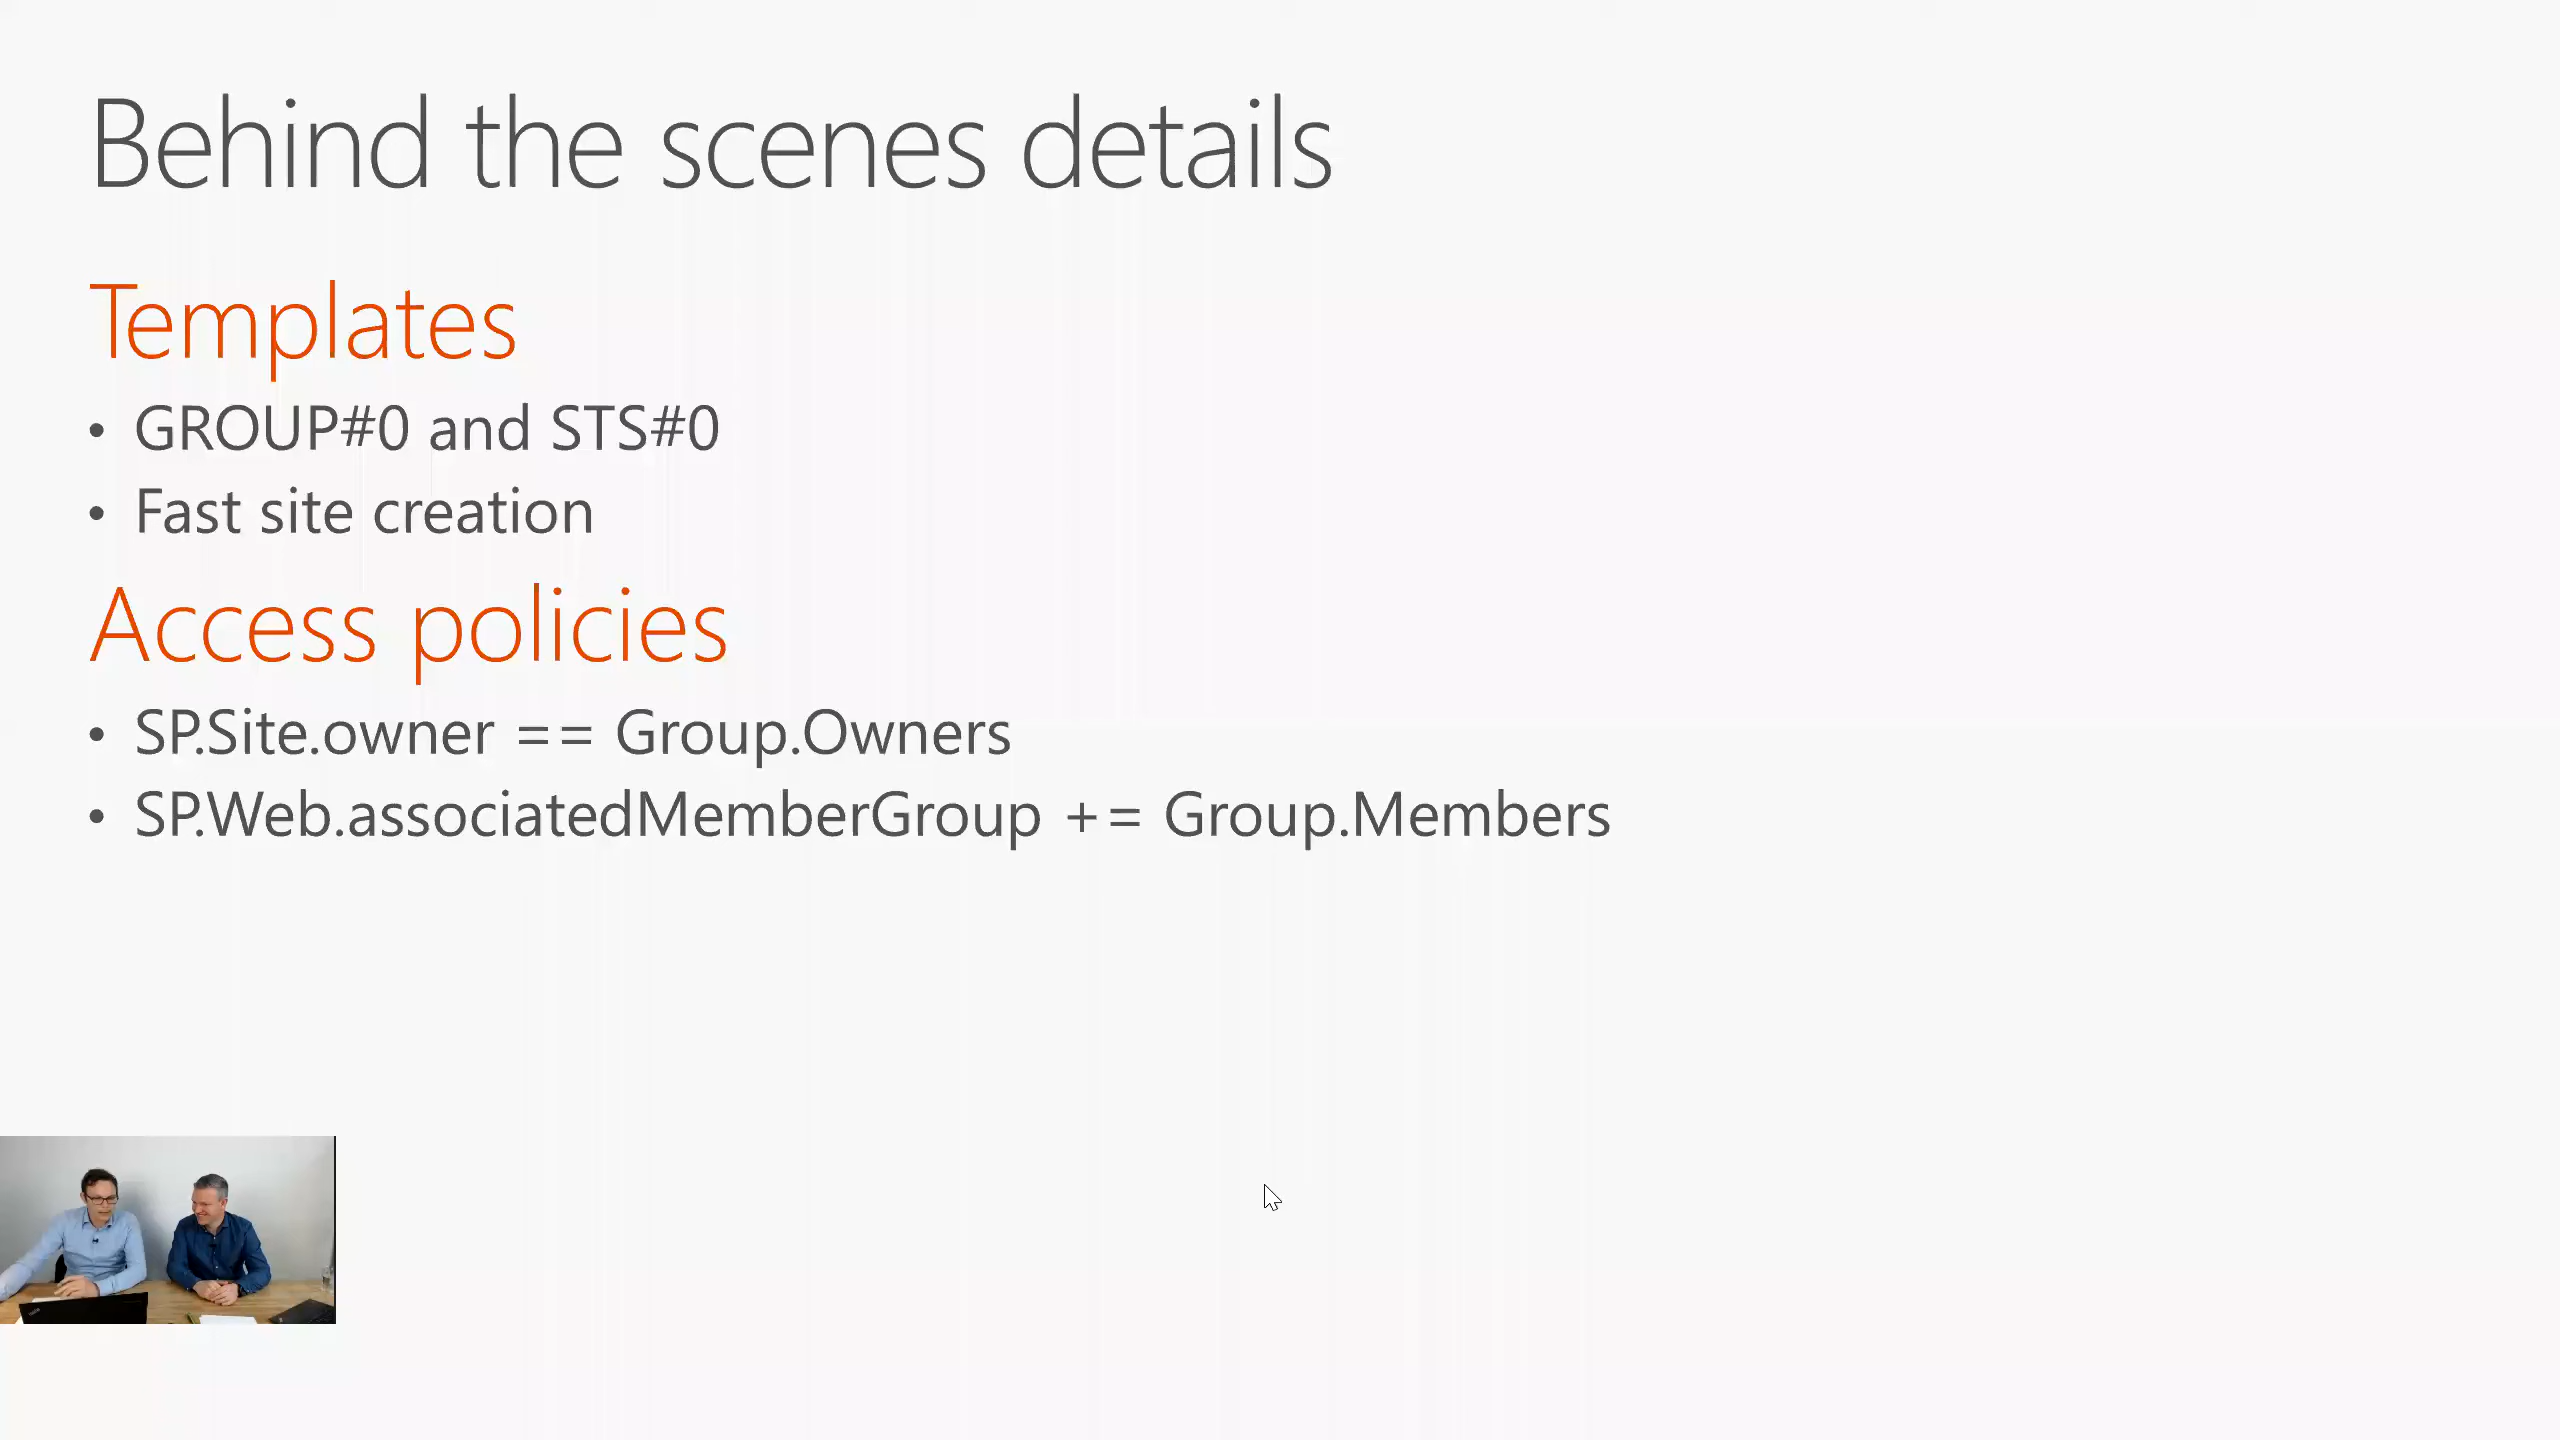 Behind the scenes details
Templates
• GROUP#0 and STS#0
• Fast site creation
Access policies
• SP.Site.owner == Group.Owners
• SP.Web.associatedMemberGroup += Group.Members